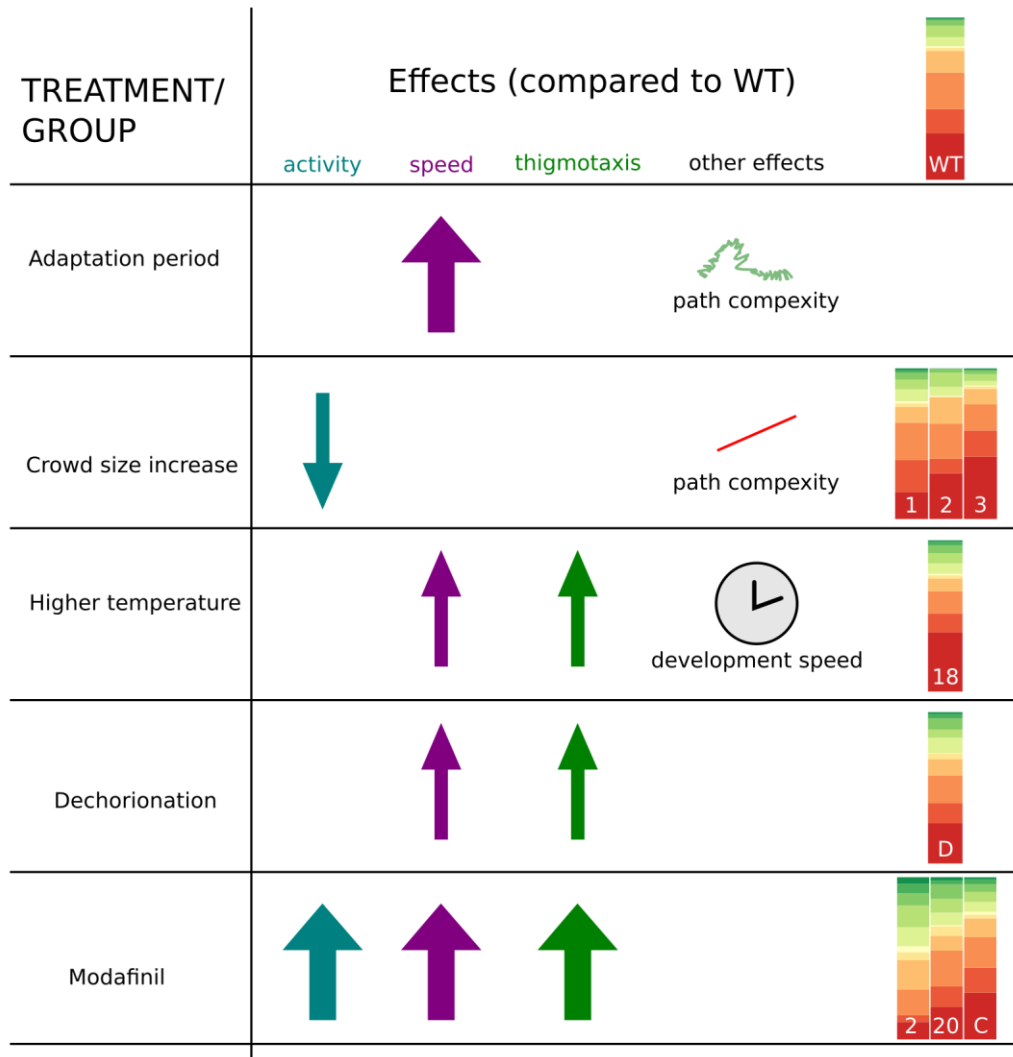 TREATMENT/
GROUP
Effects (compared to WT)
activity speed thigmotaxis other effects
WT
Adaptation period
path compexity
Crowd size increase
path compexity
1 2 3
Higher temperature
development speed
18
Dechorionation
D
Modafinil
2 20 C